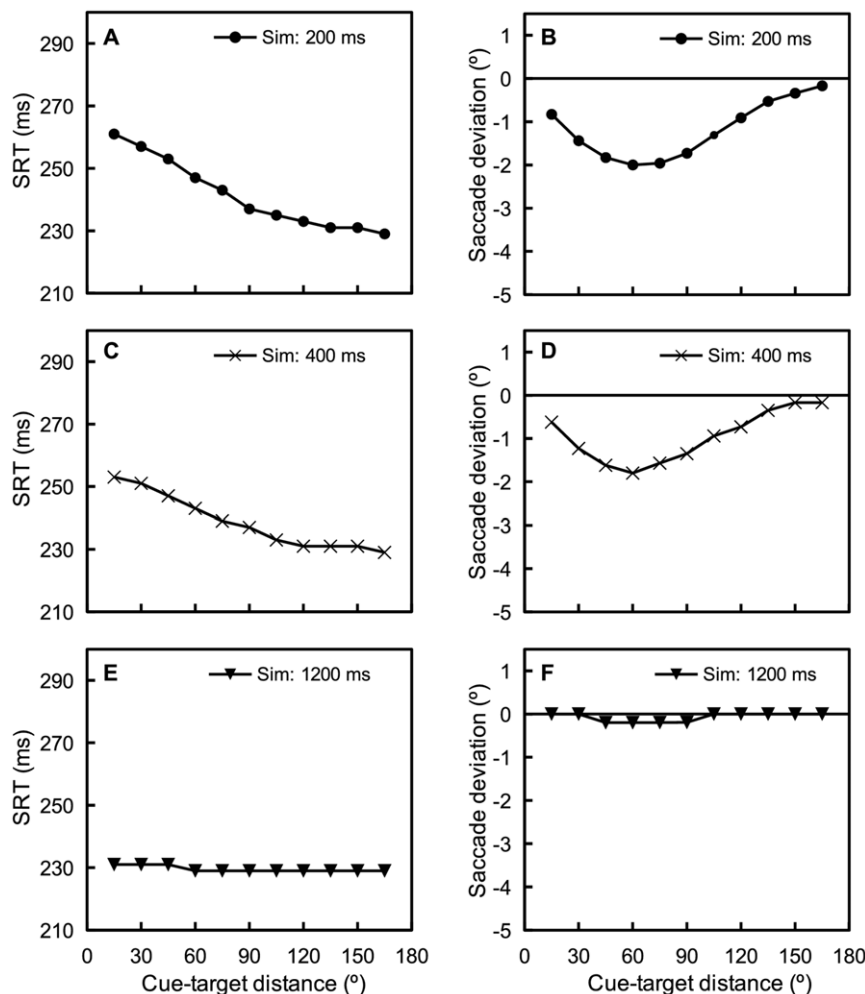 A
Sim: 200 ms
SRT (ms)
290
270
250
230
210
B
Sim: 200 ms
Saccade deviation (º)
1
0
-1
-2
-3
-4
-5
C
Sim: 400 ms
SRT (ms)
290
270
250
230
210
D
Sim: 400 ms
Saccade deviation (º)
1
0
-1
-2
-3
-4
-5
E
Sim: 1200 ms
SRT (ms)
290
270
250
230
210
0 30 60 90 120 150 180
Cue-target distance (º)
F
Sim: 1200 ms
Saccade deviation (º)
1
0
-1
-2
-3
-4
-5
0 30 60 90 120 150 180
Cue-target distance (º)